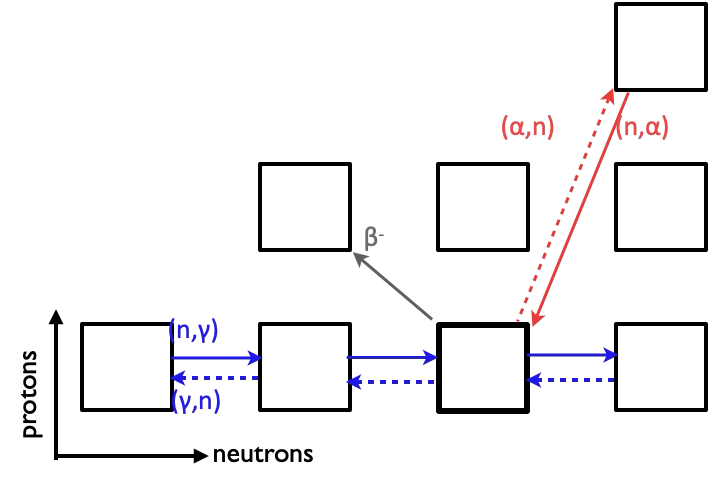 (α,n)
(n,α)
β-
(n,γ)
(γ,n)
protons
neutrons